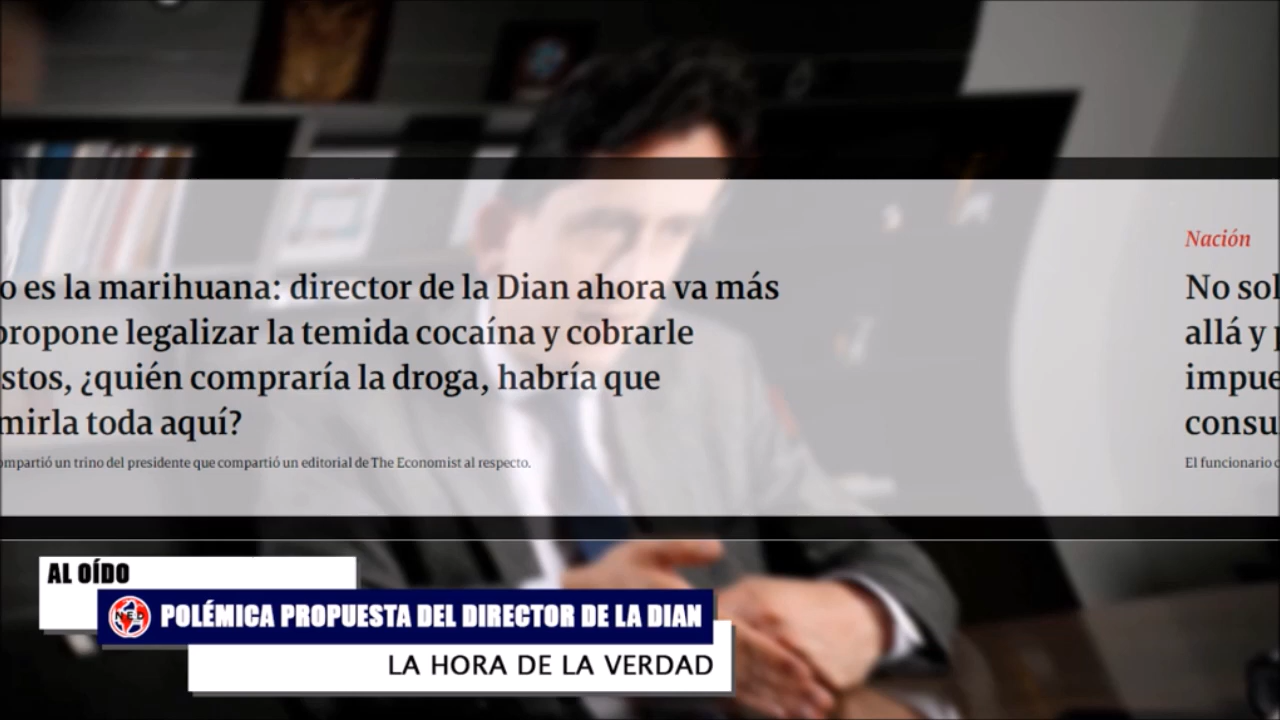 o es la marihuana: director de la Dian ahora va más
propone legalizar la temida cocaína y cobrarle
stos, ¿quién compraría la droga, habría que
mirla toda aquí?
ompartió un trino del presidente que compartió un editorial de The Economist al respecto.
Nación
No sol
allá y p
impue
consu
El funcionario c
AL OÍDO
POLÉMICA PROPUESTA DEL DIRECTOR DE LA DIAN
LA HORA DE LA VERDAD